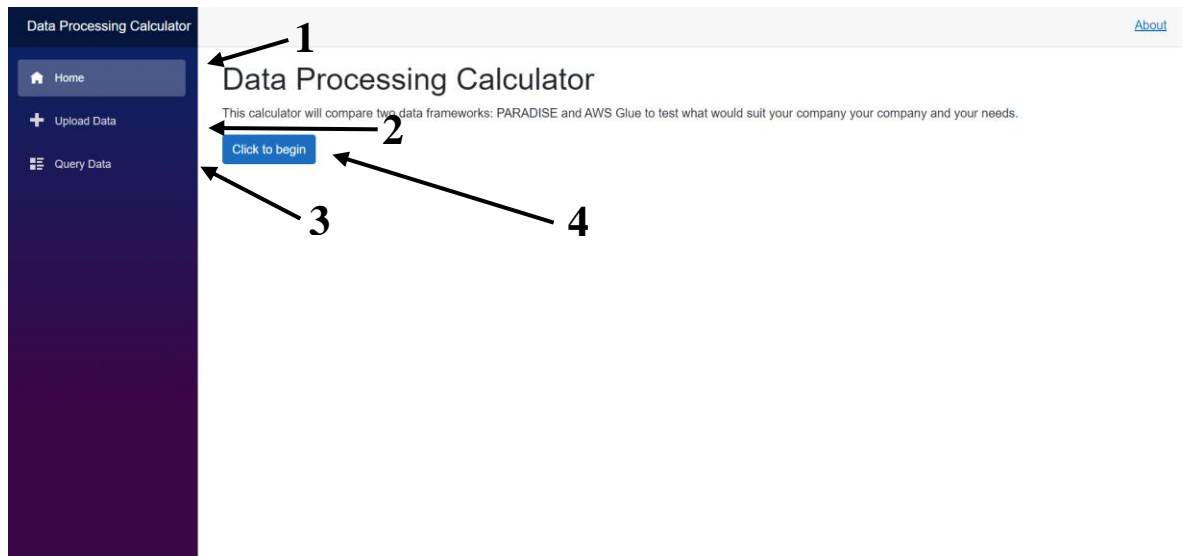 Data Processing Calculator
About
1
Home
Data Processing Calculator
Upload Data
This calculator will compare two data frameworks: PARADISE and AWS Glue to test what would suit your company your company and your needs.
2
Click to begin
Query Data
3
4